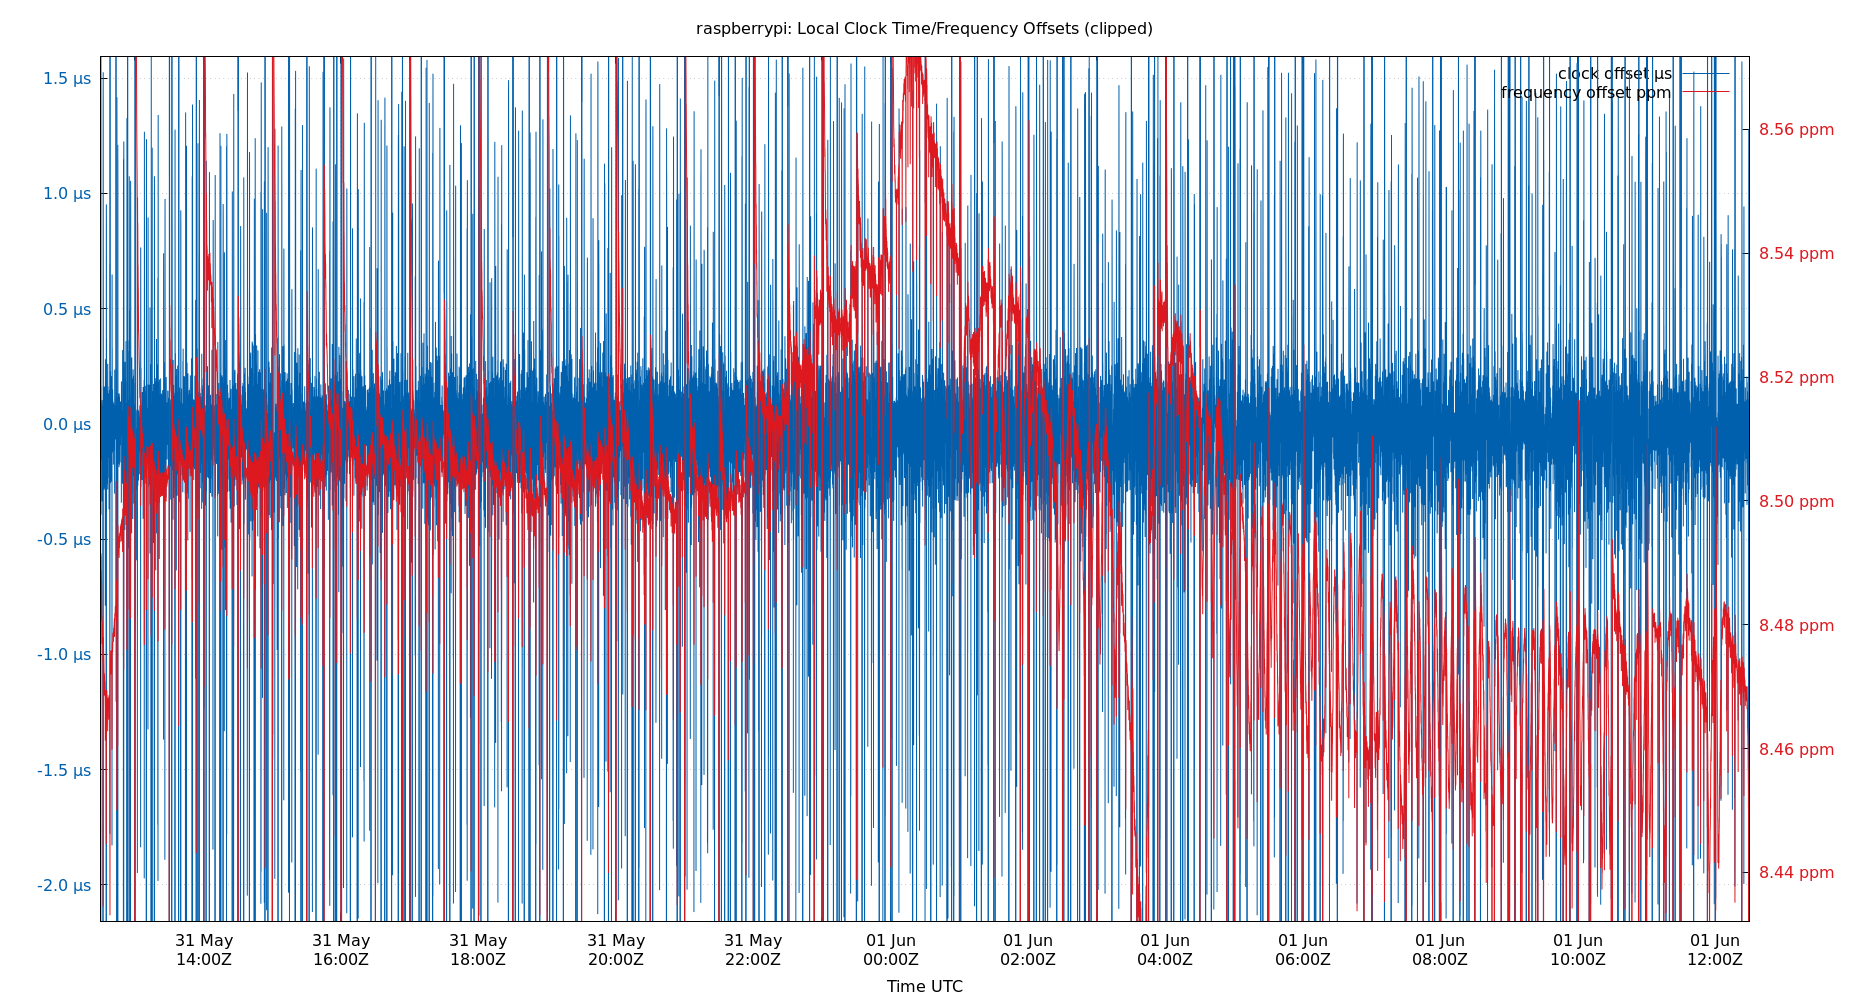 raspberrypi: Local Clock Time/Frequency Offsets (clipped)
clock offset µs
frequency offset ppm
1.5 µs
1.0 µs
0.5 µs
0.0 µs
-0.5 µs
-1.0 µs
-1.5 µs
-2.0 µs
8.56 ppm
8.54 ppm
8.52 ppm
8.50 ppm
8.48 ppm
8.46 ppm
8.44 ppm
31 May 31 May 31 May 31 May 31 May 01 Jun 01 Jun 01 Jun 01 Jun 01 Jun 01 Jun 01 Jun
14:00Z 16:00Z 18:00Z 20:00Z 22:00Z 00:00Z 02:00Z 04:00Z 06:00Z 08:00Z 10:00Z 12:00Z
Time UTC